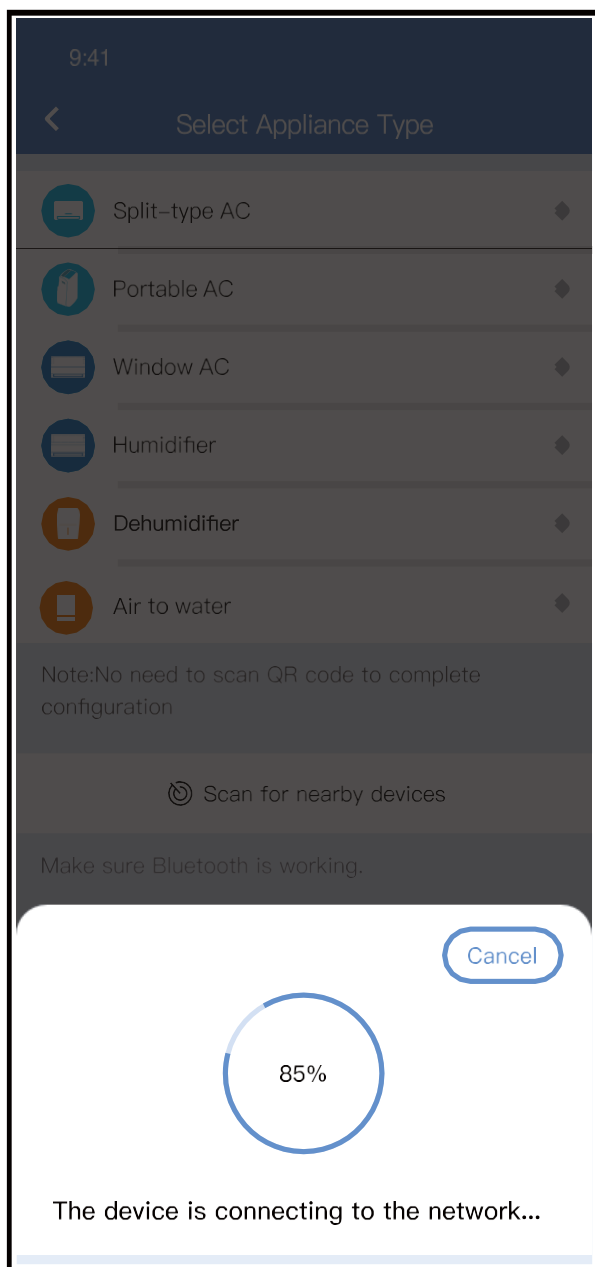 9:41
Select Appliance Type
Split-type AC
Portable AC
Window AC
Humidifier
Dehumidifier
Air to water
Note:No need to scan QR code to complete
configuration
Scan for nearby devices
Make sure Bluetooth is working.
Cancel
85%
The device is connecting to the network...